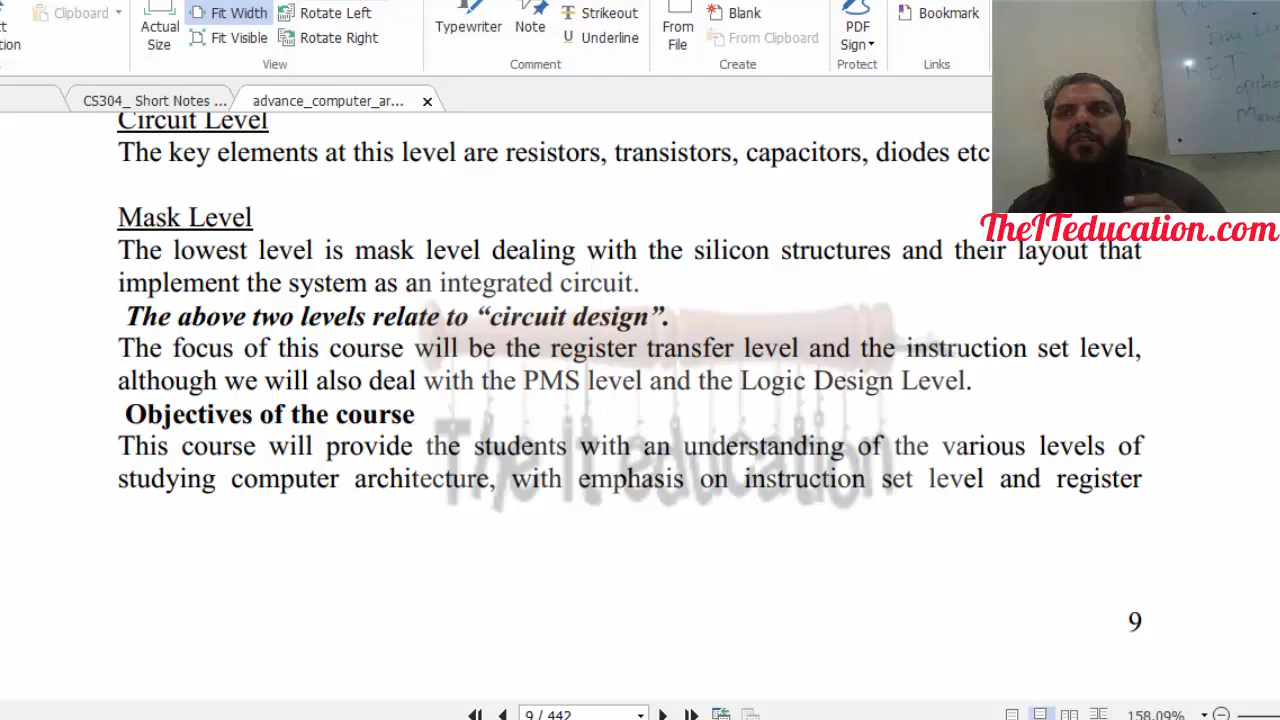 Clipboard
Fit Width
Rotate Left
Actual Size
Fit Visible
Rotate Right
View
Typewriter
Note
Strikeout
Underline
Comment
From File
Blank
From Clipboard
Create
PDF Sign
Protect
Bookmark
Links
CS304_ Short Notes ...
advance_computer_ar...
Circuit Level
The key elements at this level are resistors, transistors, capacitors, diodes etc
TheITeducation.com
Mask Level
The lowest level is mask level dealing with the silicon structures and their layout that
implement the system as an integrated circuit.
The above two levels relate to “circuit design”.
The focus of this course will be the register transfer level and the instruction set level,
although we will also deal with the PMS level and the Logic Design Level.
Objectives of the course
This course will provide the students with an understanding of the various levels of
studying computer architecture, with emphasis on instruction set level and register
The It education
9
9 / 442
158.09%